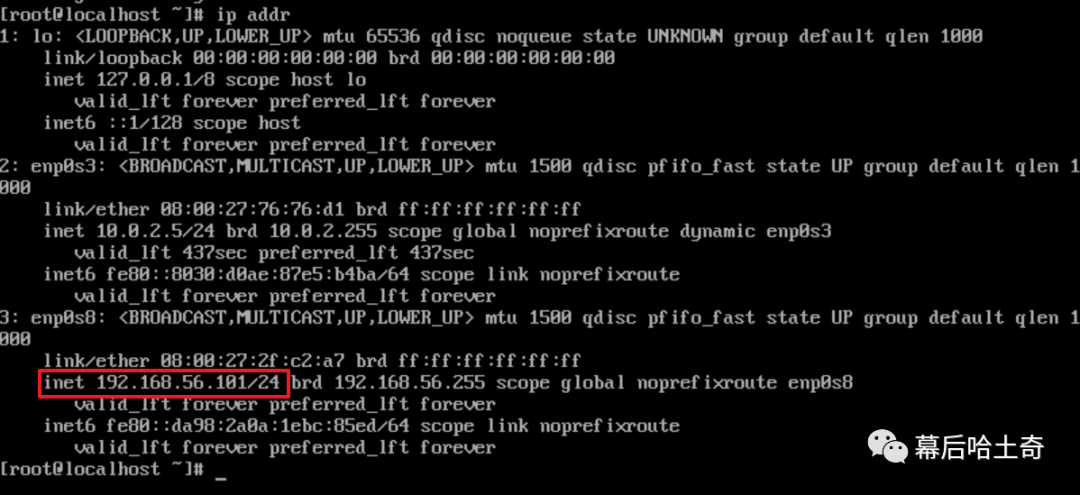 [root@localhost ~]# ip addr
1: lo: <LOOPBACK,UP,LOWER_UP> mtu 65536 qdisc noqueue state UNKNOWN group default qlen 1000
    link/loopback 00:00:00:00:00:00 brd 00:00:00:00:00:00
    inet 127.0.0.1/8 scope host lo
       valid_lft forever preferred_lft forever
    inet6 ::1/128 scope host
       valid_lft forever preferred_lft forever
2: enp0s3: <BROADCAST,MULTICAST,UP,LOWER_UP> mtu 1500 qdisc pfifo_fast state UP group default qlen 1
000
    link/ether 08:00:27:76:76:d1 brd ff:ff:ff:ff:ff:ff
    inet 10.0.2.5/24 brd 10.0.2.255 scope global noprefixroute dynamic enp0s3
       valid_lft 437sec preferred_lft 437sec
    inet6 fe80::8030:d0ae:87e5:b4ba/64 scope link noprefixroute
       valid_lft forever preferred_lft forever
3: enp0s8: <BROADCAST,MULTICAST,UP,LOWER_UP> mtu 1500 qdisc pfifo_fast state UP group default qlen 1
000
    link/ether 08:00:27:2f:c2:a7 brd ff:ff:ff:ff:ff:ff
    inet 192.168.56.101/24 brd 192.168.56.255 scope global noprefixroute enp0s8
       valid_lft forever preferred_lft forever
    inet6 fe80::da98:2a0a:1ebc:85ed/64 scope link noprefixroute
       valid_lft forever preferred_lft forever
[root@localhost ~]# _
幕后哈土奇